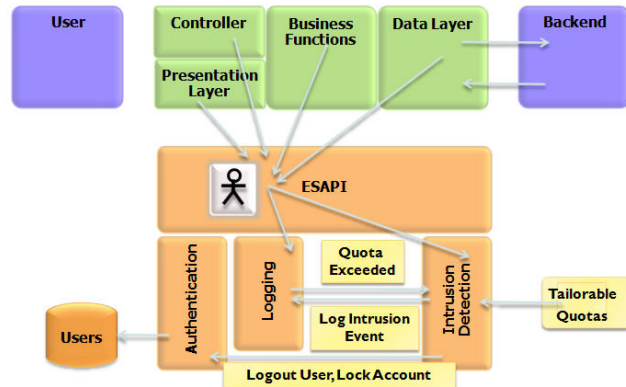 User
Controller
Business
Functions
Data Layer
Backend
Presentation
Layer
ESAPI
Authentication
Logging
Quota
Exceeded
Log Intrusion
Event
Intrusion
Detection
Tailorable
Quotas
Users
Logout User, Lock Account